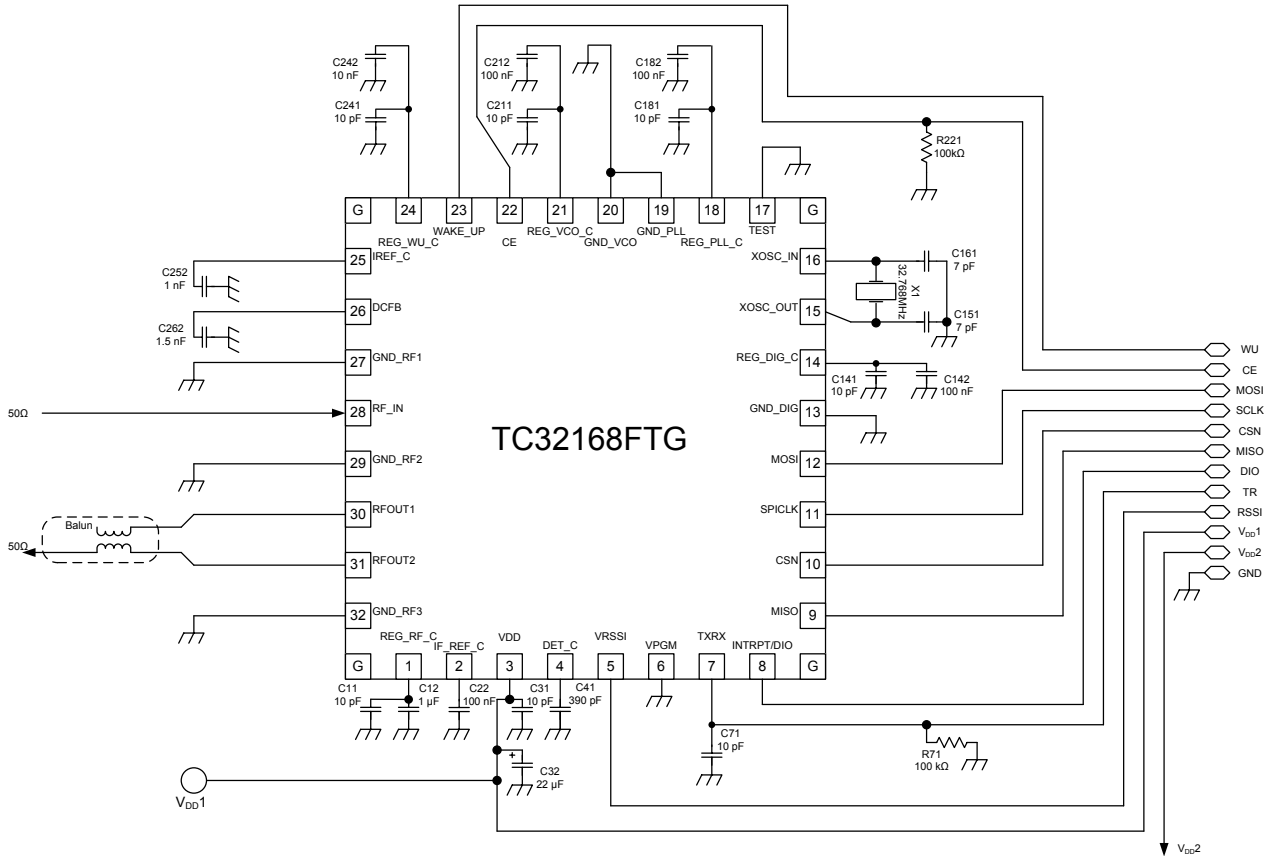 C242
10 nF
C241
10 pF
C212
100 nF
C211
10 pF
C182
100 nF
C181
10 pF
R221
100kΩ
G
24
23
22
21
20
19
18
17
G
REG_WU_C
WAKE_UP
CE
REG_VCO_C
GND_VCO
GND_PLL
REG_PLL_C
TEST
C252
1 nF
25
IREF_C
C262
1.5 nF
26
DCFB
27
GND_RF1
50Ω
28
RF_IN
29
GND_RF2
Balun
50Ω
30
RFOUT1
31
RFOUT2
32
GND_RF3
TC32168FTG
XOSC_IN
16
C161
7 pF
X1
32.768MHz
XOSC_OUT
15
C151
7 pF
REG_DIG_C
14
C141
10 pF
C142
100 nF
GND_DIG
13
MOSI
12
SPICLK
11
CSN
10
MISO
9
WU
CE
MOSI
SCLK
CSN
MISO
DIO
TR
RSSI
VDD1
VDD2
GND
REG_RF_C
IF_REF_C
VDD
DET_C
VRSSI
VPGM
TXRX
INTRPT/DIO
G
1
2
3
4
5
6
7
8
G
C11
10 pF
C12
1 µF
C22
100 nF
C31
10 pF
C41
390 pF
C71
10 pF
R71
100 kΩ
+
C32
22 µF
VDD1
VDD2